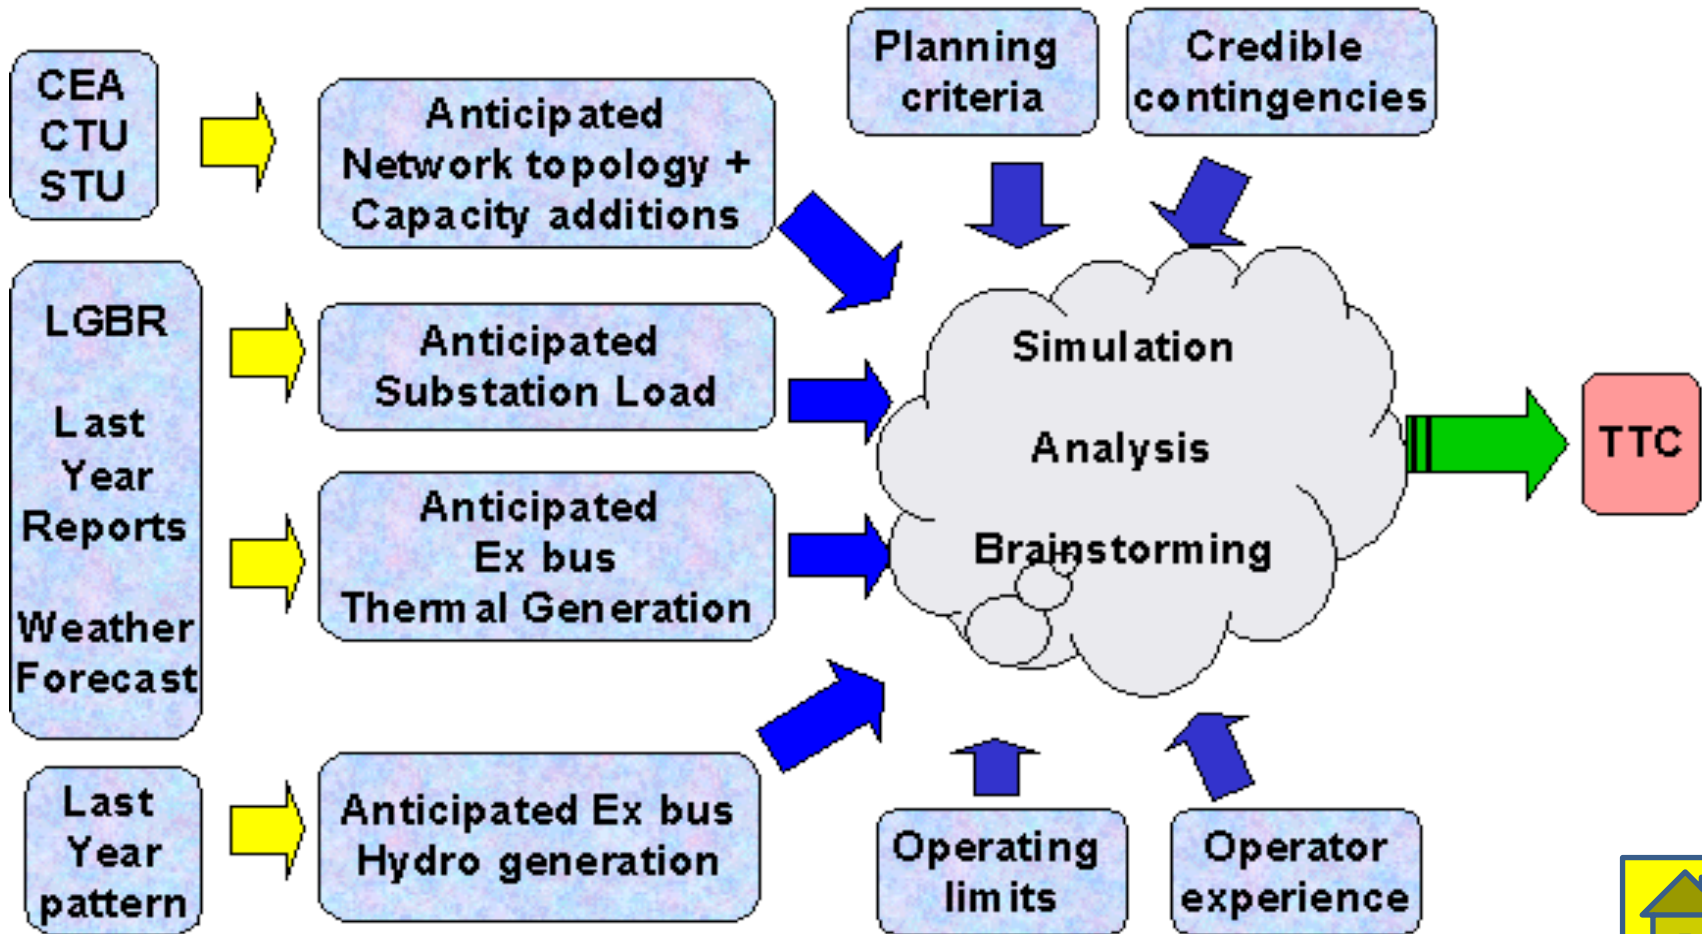 CEA
CTU
STU
Anticipated
Network topology +
Capacity additions
Planning
criteria
Credible
contingencies
LGBR
Last
Year
Reports
Weather
Forecast
Anticipated
Substation Load
Anticipated
Ex bus
Thermal Generation
Last
Year
pattern
Anticipated Ex bus
Hydro generation
Simulation
Analysis
Brainstorming
TTC
Operating
limits
Operator
experience